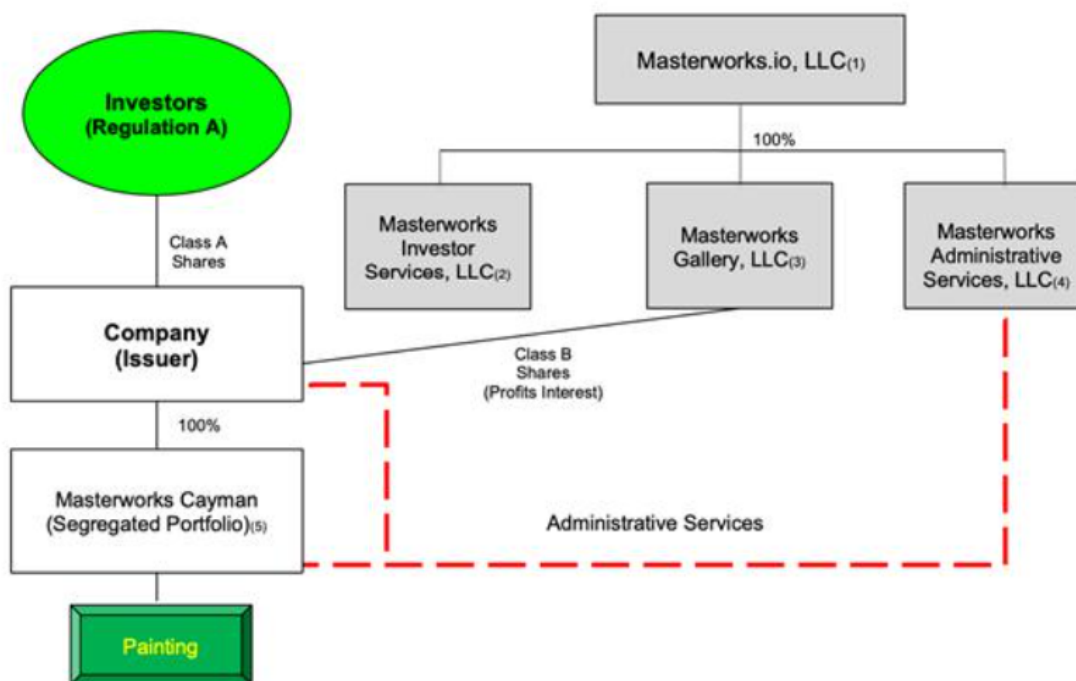 Masterworks.io, LLC(1)
Investors
(Regulation A)
100%
Masterworks
Investor
Services, LLC(2)
Masterworks
Gallery, LLC(3)
Masterworks
Administrative
Services, LLC(4)
Class A
Shares
Company
(Issuer)
Class B
Shares
(Profits Interest)
100%
Masterworks Cayman
(Segregated Portfolio)(5)
Administrative Services
Painting